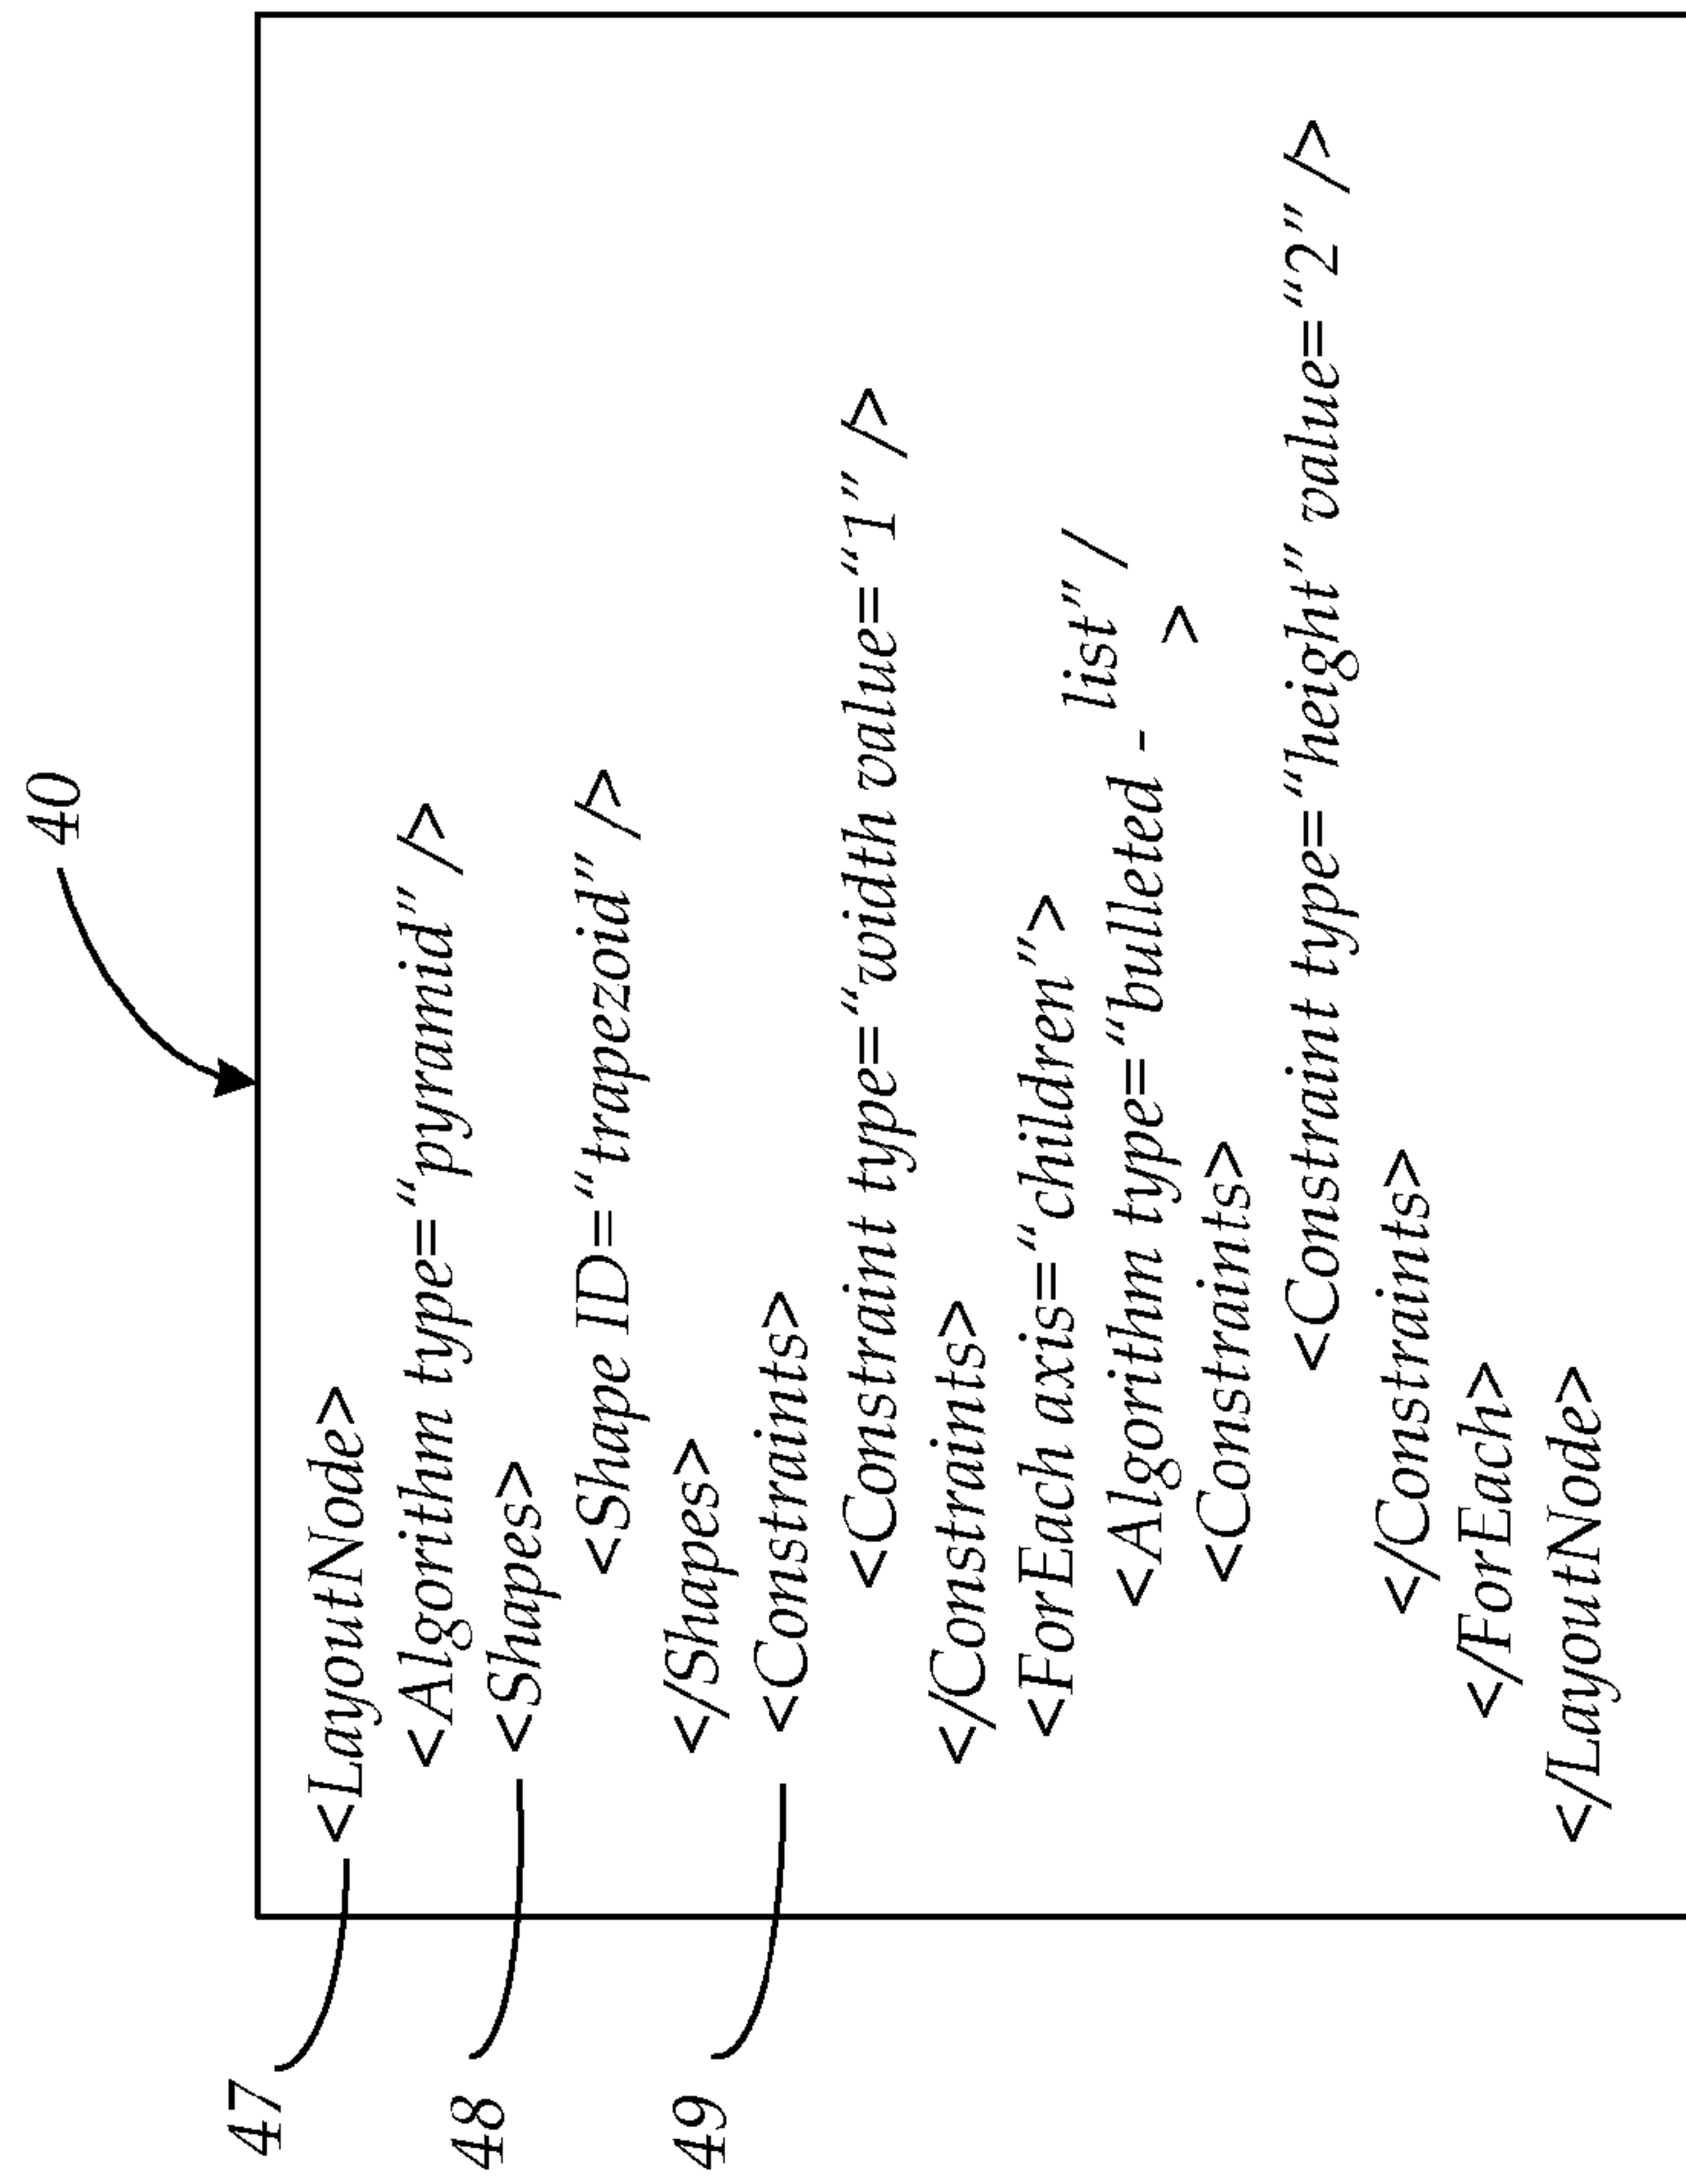 40
47
<LayoutNode>
<Algorithm type=“pyramid” />
48
<Shapes>
<Shape ID=“trapezoid” />
</Shapes>
49
<Constraints>
<Constraint type=“width value=“1” />
</Constraints>
<ForEach axis=“children”>
<Algorithm type=“bulleted - list” /
>
<Constraints>
<Constraint type=“height” value=“2” />
</Constraints>
</ForEach>
</LayoutNode>